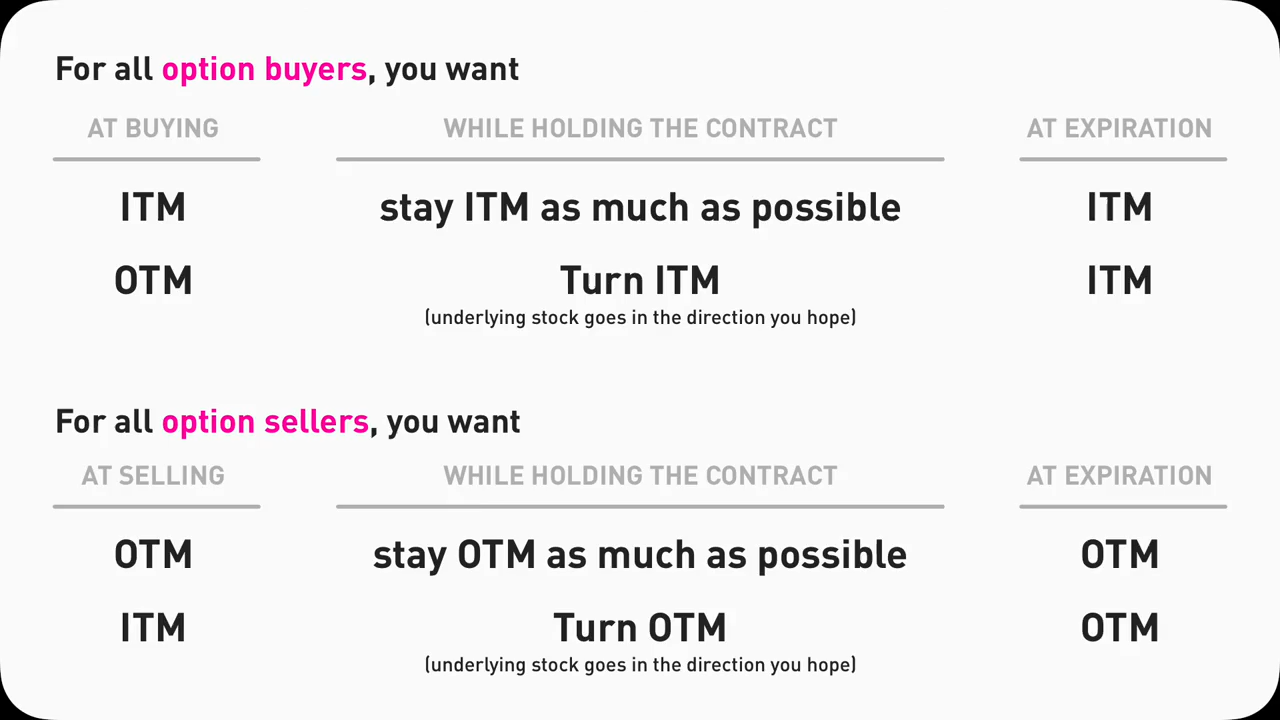 For all option buyers, you want
AT BUYING WHILE HOLDING THE CONTRACT AT EXPIRATION
ITM stay ITM as much as possible ITM
OTM Turn ITM ITM
(underlying stock goes in the direction you hope)
For all option sellers, you want
AT SELLING WHILE HOLDING THE CONTRACT AT EXPIRATION
OTM stay OTM as much as possible OTM
ITM Turn OTM OTM
(underlying stock goes in the direction you hope)